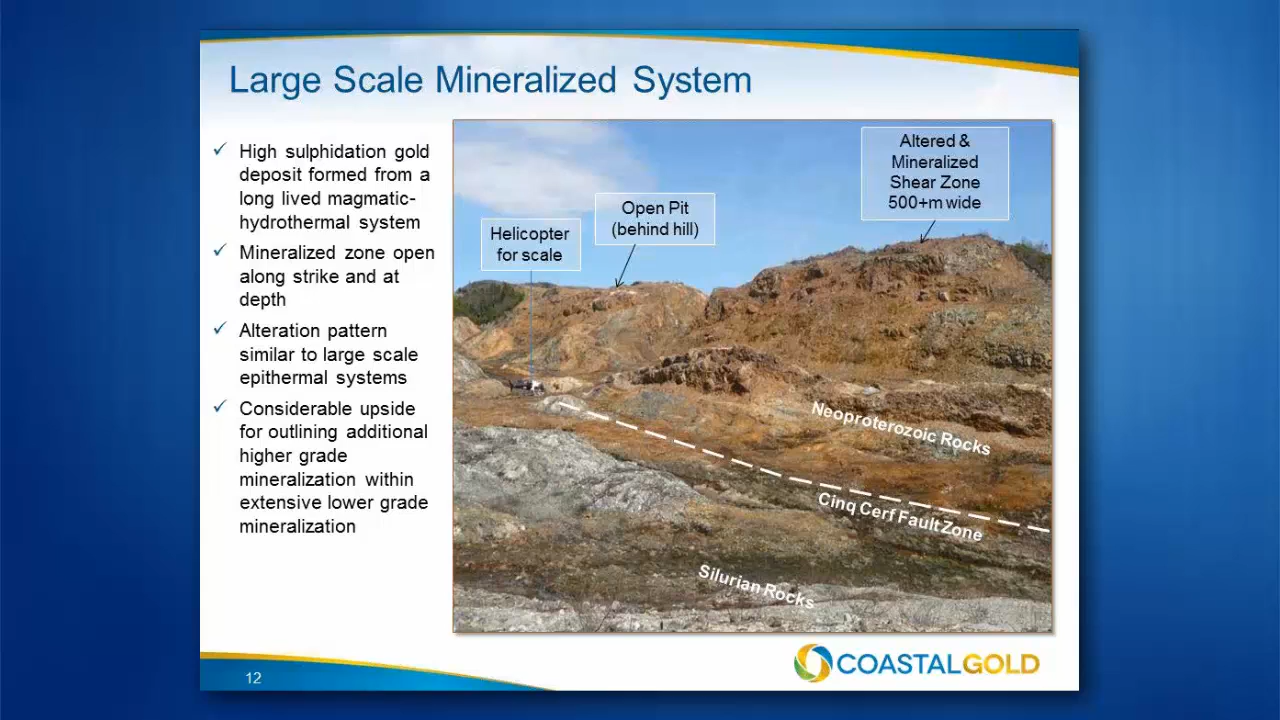 Large Scale Mineralized System
High sulphidation gold
deposit formed from a
long lived magmatic-
hydrothermal system
Mineralized zone open
along strike and at
depth
Alteration pattern
similar to large scale
epithermal systems
Considerable upside
for outlining additional
higher grade
mineralization within
extensive lower grade
mineralization
Helicopter
for scale
Open Pit
(behind hill)
Altered &
Mineralized
Shear Zone
500+m wide
Neoproterozoic Rocks
Cinq Cerf Fault Zone
Silurian Rocks
12
COASTALGOLD